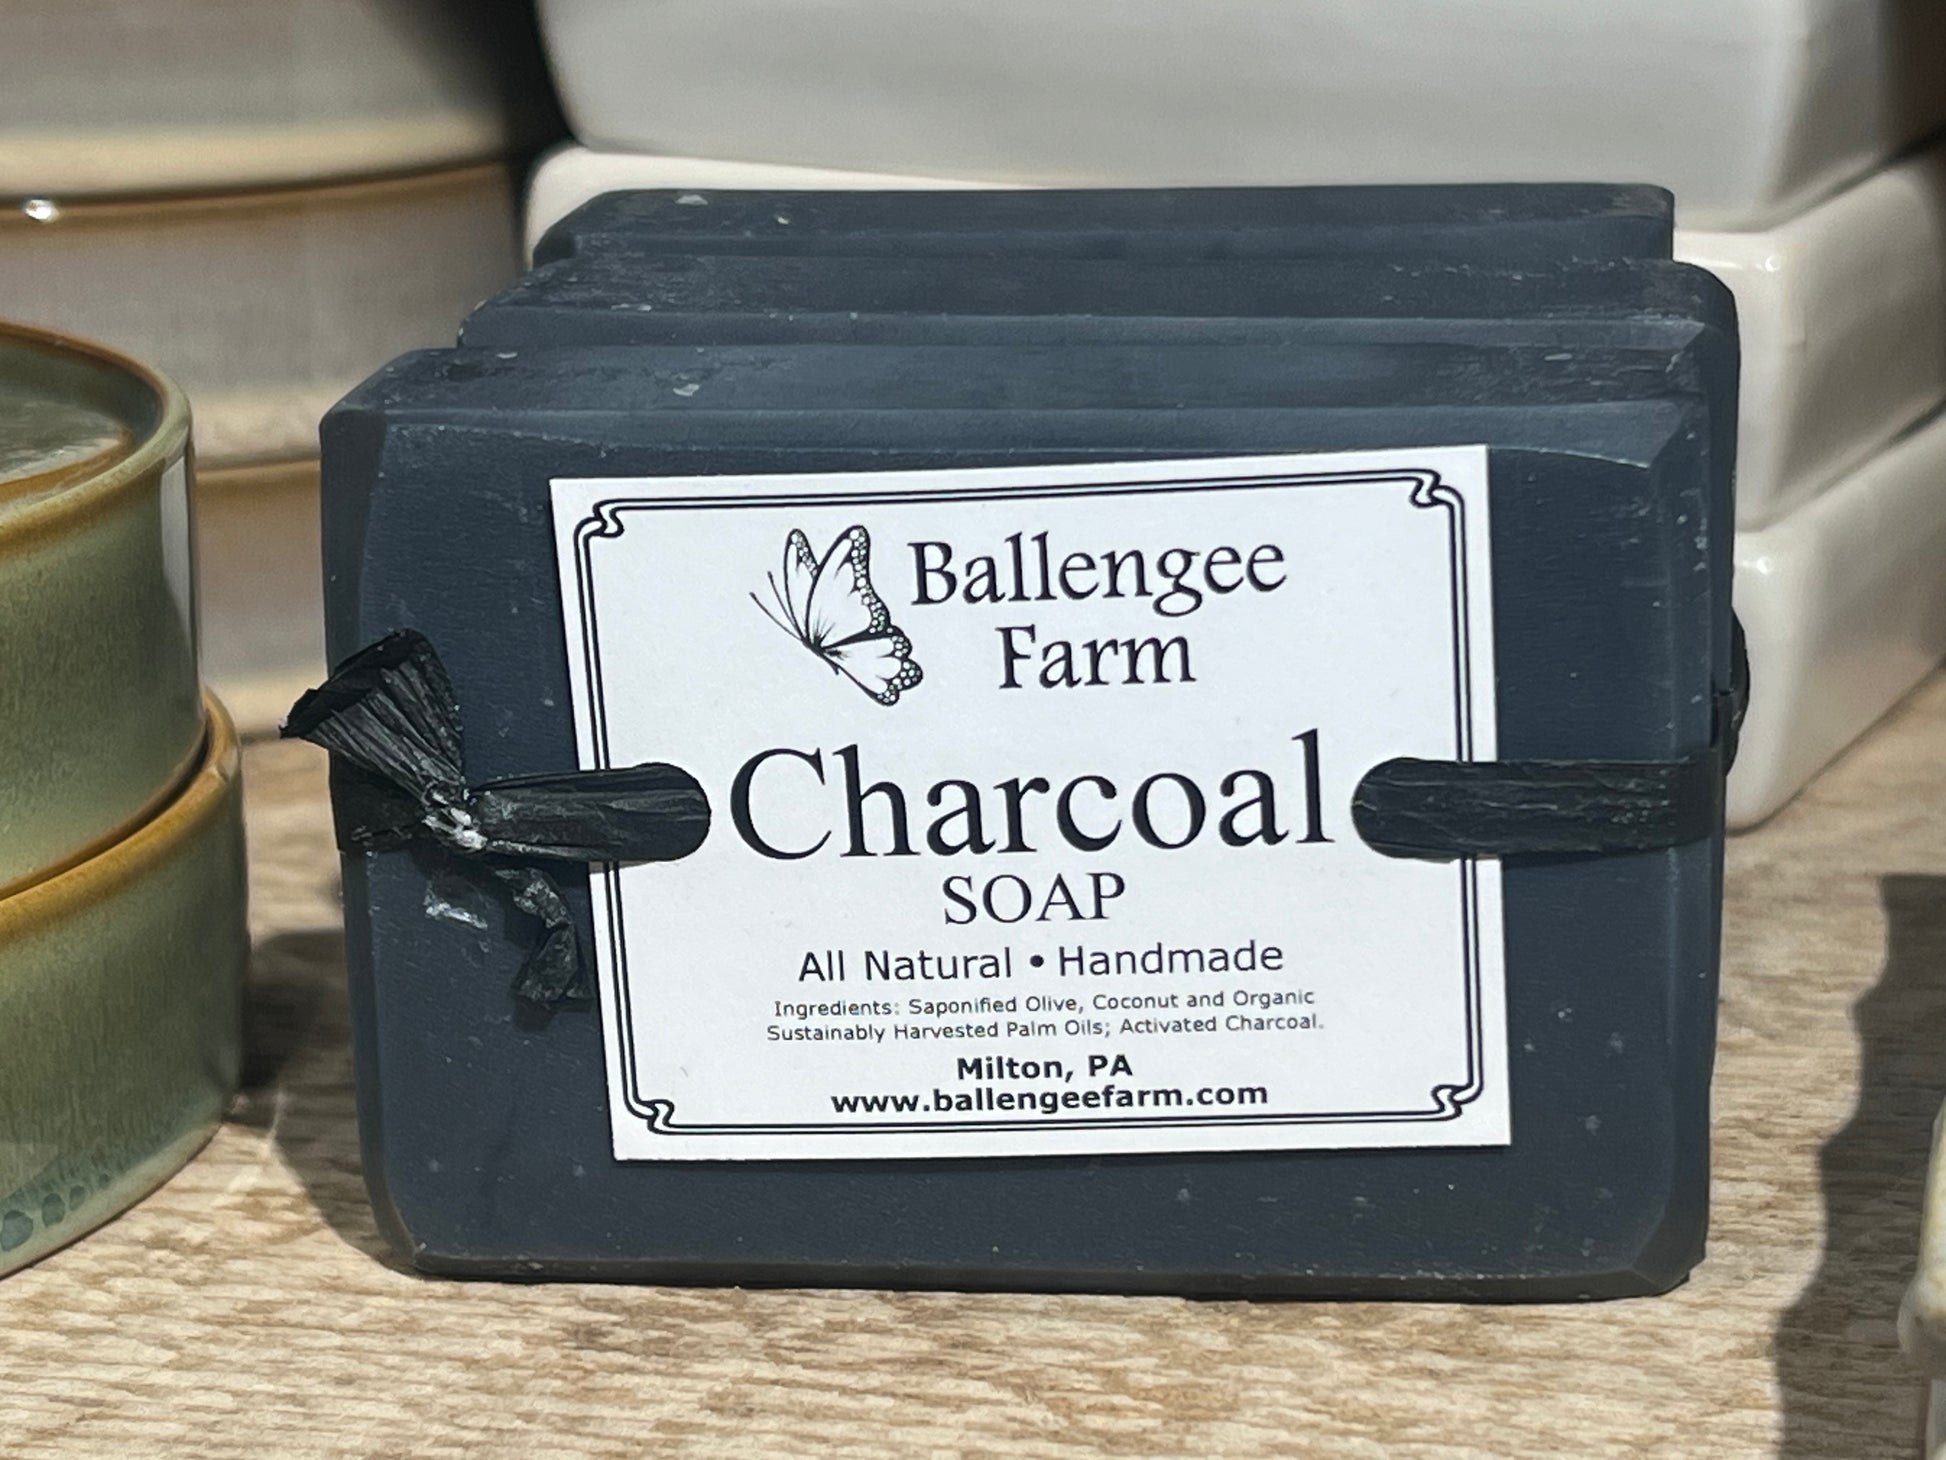 Ballengee
Farm
Charcoal
SOAP
All Natural • Handmade
Ingredients: Saponified Olive, Coconut and Organic
Sustainably Harvested Palm Oils; Activated Charcoal.
Milton, PA
www.ballengeefarm.com